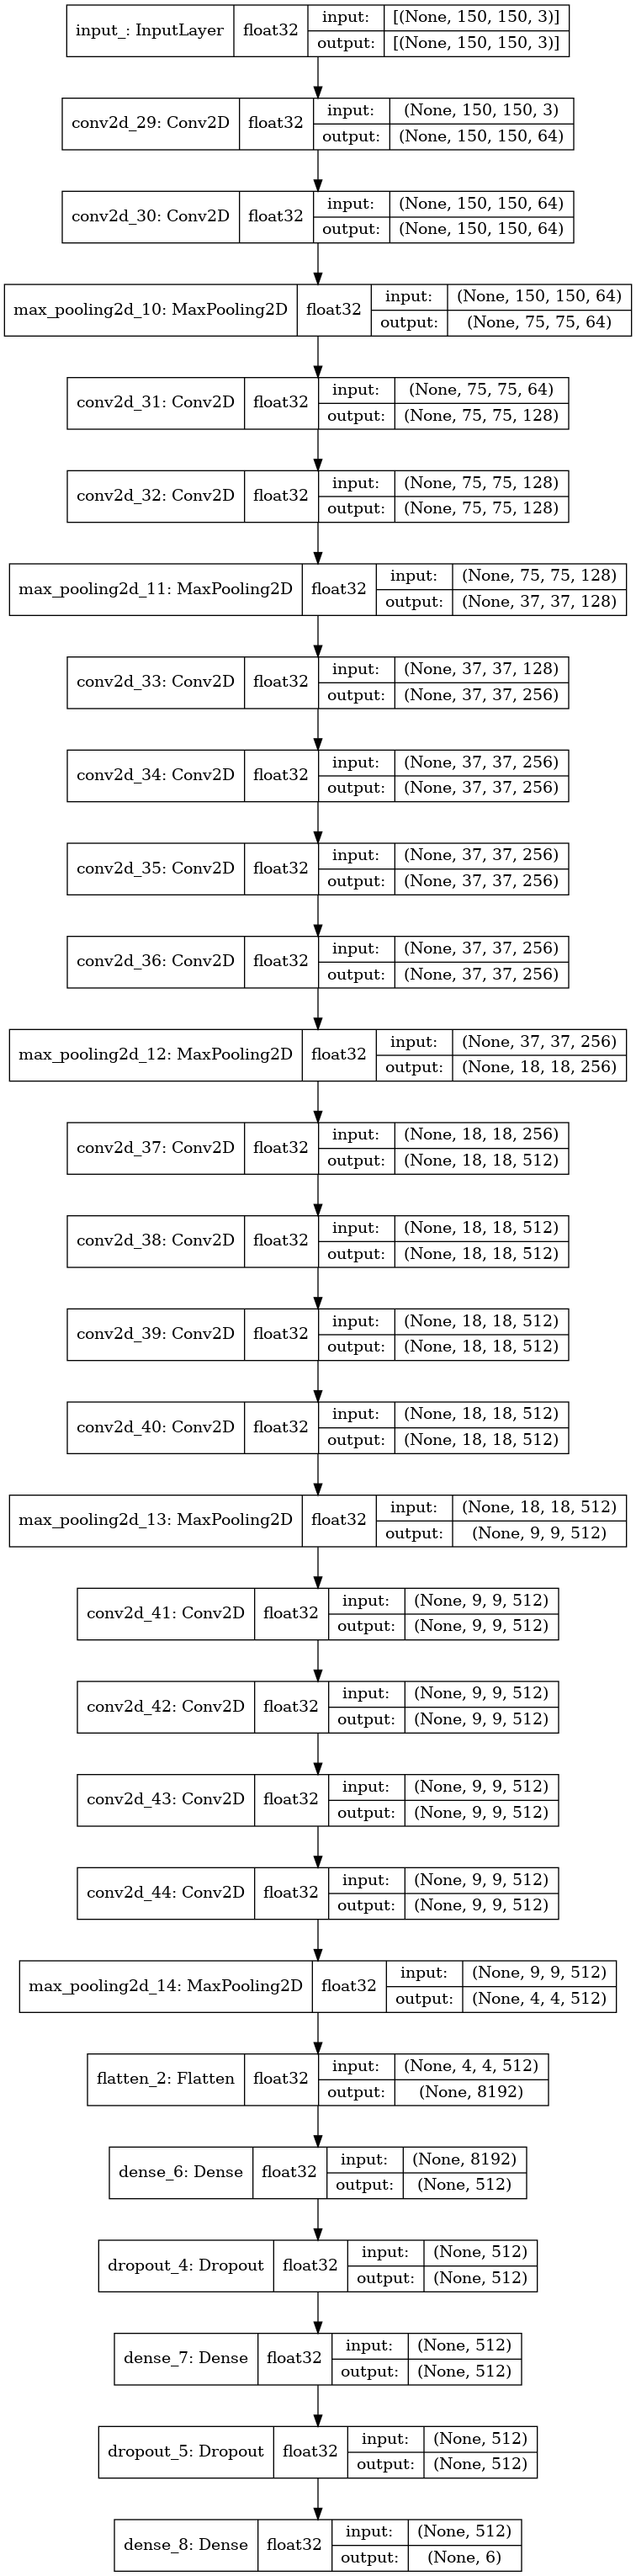 input_: InputLayer float32 input: [(None, 150, 150, 3)]
output: [(None, 150, 150, 3)]
conv2d_29: Conv2D float32 input: (None, 150, 150, 3)
output: (None, 150, 150, 64)
conv2d_30: Conv2D float32 input: (None, 150, 150, 64)
output: (None, 150, 150, 64)
max_pooling2d_10: MaxPooling2D float32 input: (None, 150, 150, 64)
output: (None, 75, 75, 64)
conv2d_31: Conv2D float32 input: (None, 75, 75, 64)
output: (None, 75, 75, 128)
conv2d_32: Conv2D float32 input: (None, 75, 75, 128)
output: (None, 75, 75, 128)
max_pooling2d_11: MaxPooling2D float32 input: (None, 75, 75, 128)
output: (None, 37, 37, 128)
conv2d_33: Conv2D float32 input: (None, 37, 37, 128)
output: (None, 37, 37, 256)
conv2d_34: Conv2D float32 input: (None, 37, 37, 256)
output: (None, 37, 37, 256)
conv2d_35: Conv2D float32 input: (None, 37, 37, 256)
output: (None, 37, 37, 256)
conv2d_36: Conv2D float32 input: (None, 37, 37, 256)
output: (None, 37, 37, 256)
max_pooling2d_12: MaxPooling2D float32 input: (None, 37, 37, 256)
output: (None, 18, 18, 256)
conv2d_37: Conv2D float32 input: (None, 18, 18, 256)
output: (None, 18, 18, 512)
conv2d_38: Conv2D float32 input: (None, 18, 18, 512)
output: (None, 18, 18, 512)
conv2d_39: Conv2D float32 input: (None, 18, 18, 512)
output: (None, 18, 18, 512)
conv2d_40: Conv2D float32 input: (None, 18, 18, 512)
output: (None, 18, 18, 512)
max_pooling2d_13: MaxPooling2D float32 input: (None, 18, 18, 512)
output: (None, 9, 9, 512)
conv2d_41: Conv2D float32 input: (None, 9, 9, 512)
output: (None, 9, 9, 512)
conv2d_42: Conv2D float32 input: (None, 9, 9, 512)
output: (None, 9, 9, 512)
conv2d_43: Conv2D float32 input: (None, 9, 9, 512)
output: (None, 9, 9, 512)
conv2d_44: Conv2D float32 input: (None, 9, 9, 512)
output: (None, 9, 9, 512)
max_pooling2d_14: MaxPooling2D float32 input: (None, 9, 9, 512)
output: (None, 4, 4, 512)
flatten_2: Flatten float32 input: (None, 4, 4, 512)
output: (None, 8192)
dense_6: Dense float32 input: (None, 8192)
output: (None, 512)
dropout_4: Dropout float32 input: (None, 512)
output: (None, 512)
dense_7: Dense float32 input: (None, 512)
output: (None, 512)
dropout_5: Dropout float32 input: (None, 512)
output: (None, 512)
dense_8: Dense float32 input: (None, 512)
output: (None, 6)